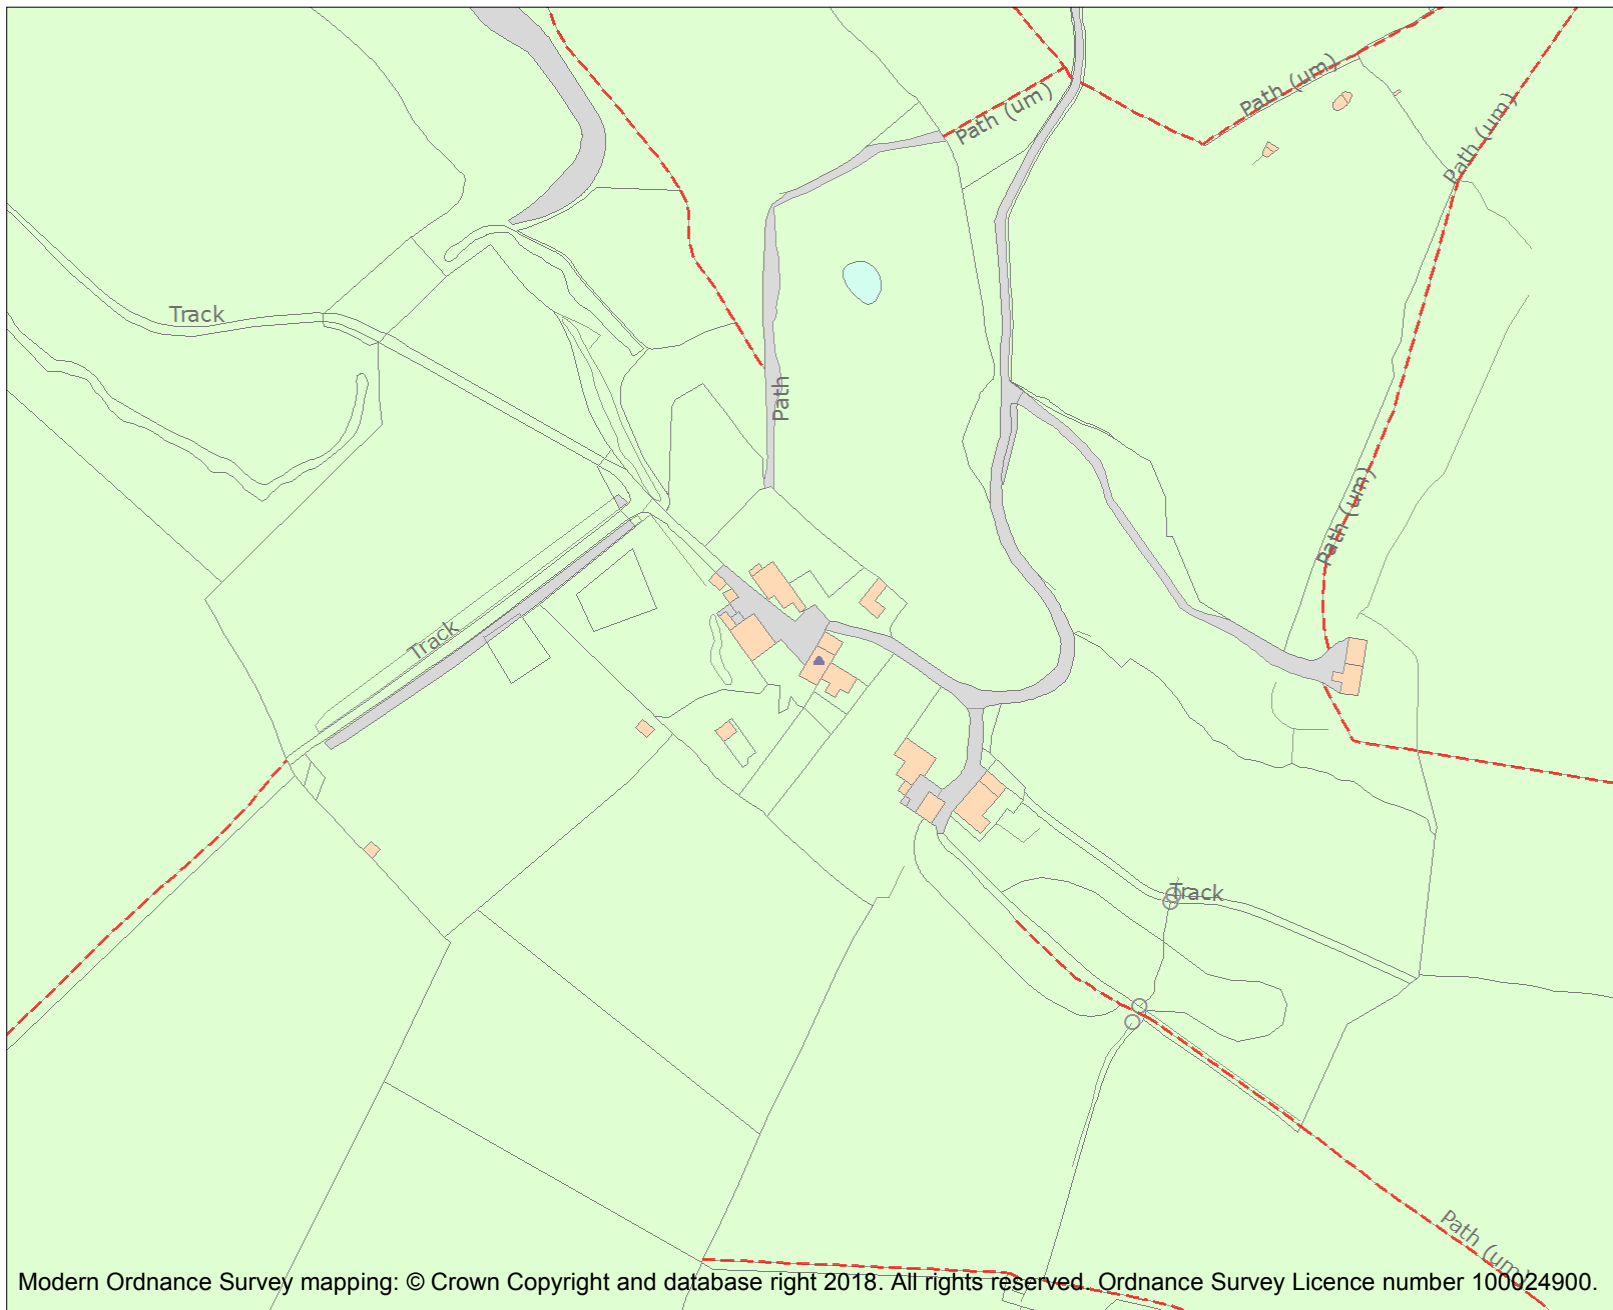 Path (um)
Path (um)
Path (um)
Track
Path
Path (um)
Track
Track
Path (um)
Modern Ordnance Survey mapping: © Crown Copyright and database right 2018. All rights reserved. Ordnance Survey Licence number 100024900.